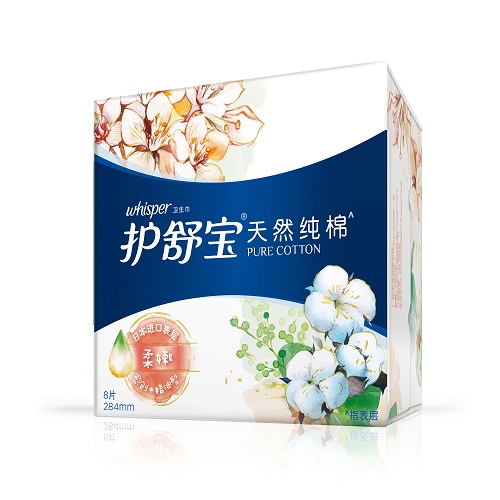 whisper 卫生巾
护舒宝® 天然纯棉^
PURE COTTON
日本进口表层
柔嫩
8片
284mm
^指表层